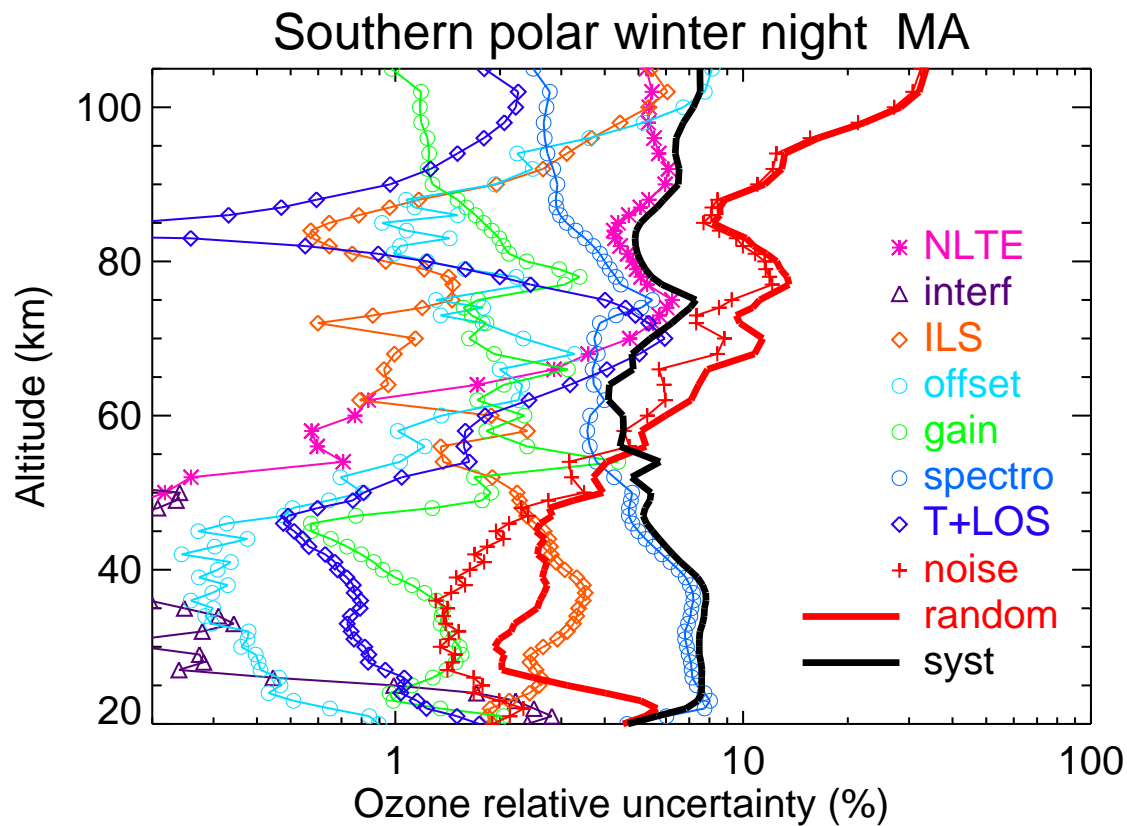 Southern polar winter night  MA
Altitude (km)
100
80
60
40
20
NLTE
interf
ILS
offset
gain
spectro
T+LOS
noise
random
syst
1
10
100
Ozone relative uncertainty (%)